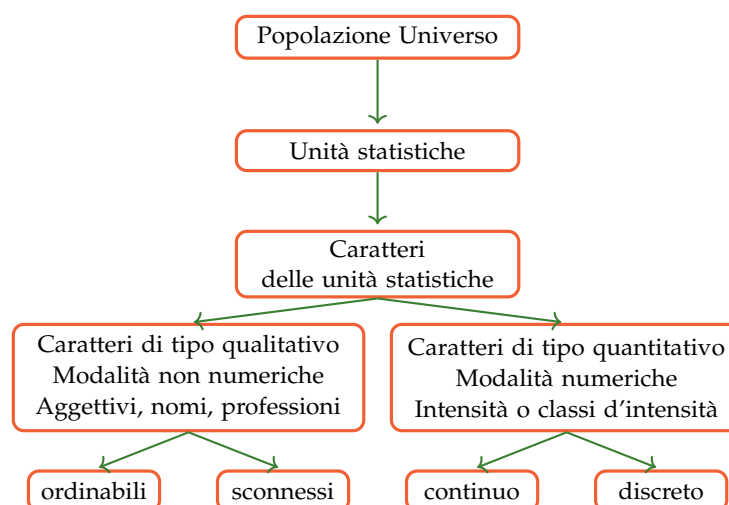 Popolazione Universo
Unità statistiche
Caratteri
delle unità statistiche
Caratteri di tipo qualitativo
Modalità non numeriche
Aggettivi, nomi, professioni
Caratteri di tipo quantitativo
Modalità numeriche
Intensità o classi d'intensità
ordinabili
sconnessi
continuo
discreto